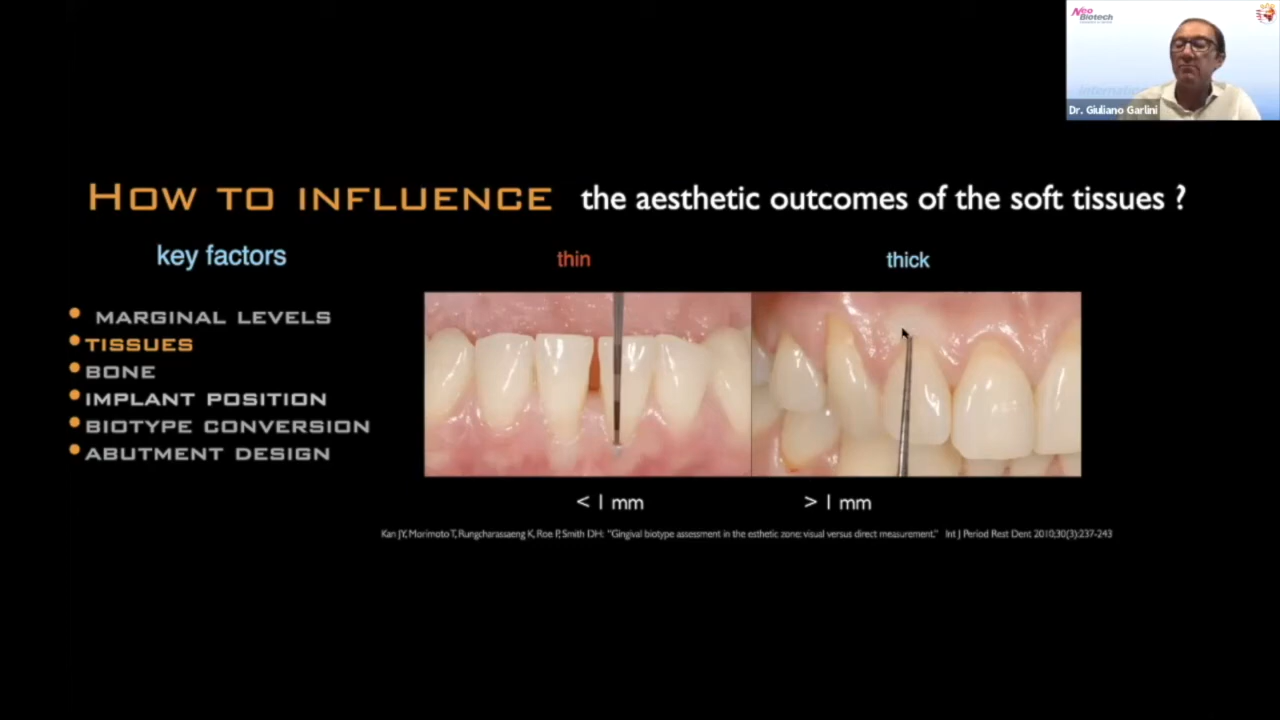 Neo
Biotech
Dr. Giuliano Garlini
HOW TO INFLUENCE the aesthetic outcomes of the soft tissues ?
key factors
thin
thick
• MARGINAL LEVELS
• TISSUES
• BONE
• IMPLANT POSITION
• BIOTYPE CONVERSION
• ABUTMENT DESIGN
< 1 mm
> 1 mm
Kan JY, Morimoto T, Rungcharassaeng K, Roe P, Smith DH: "Gingival biotype assessment in the esthetic zone: visual versus direct measurement." Int J Period Rest Dent 2010;30(3):237-243